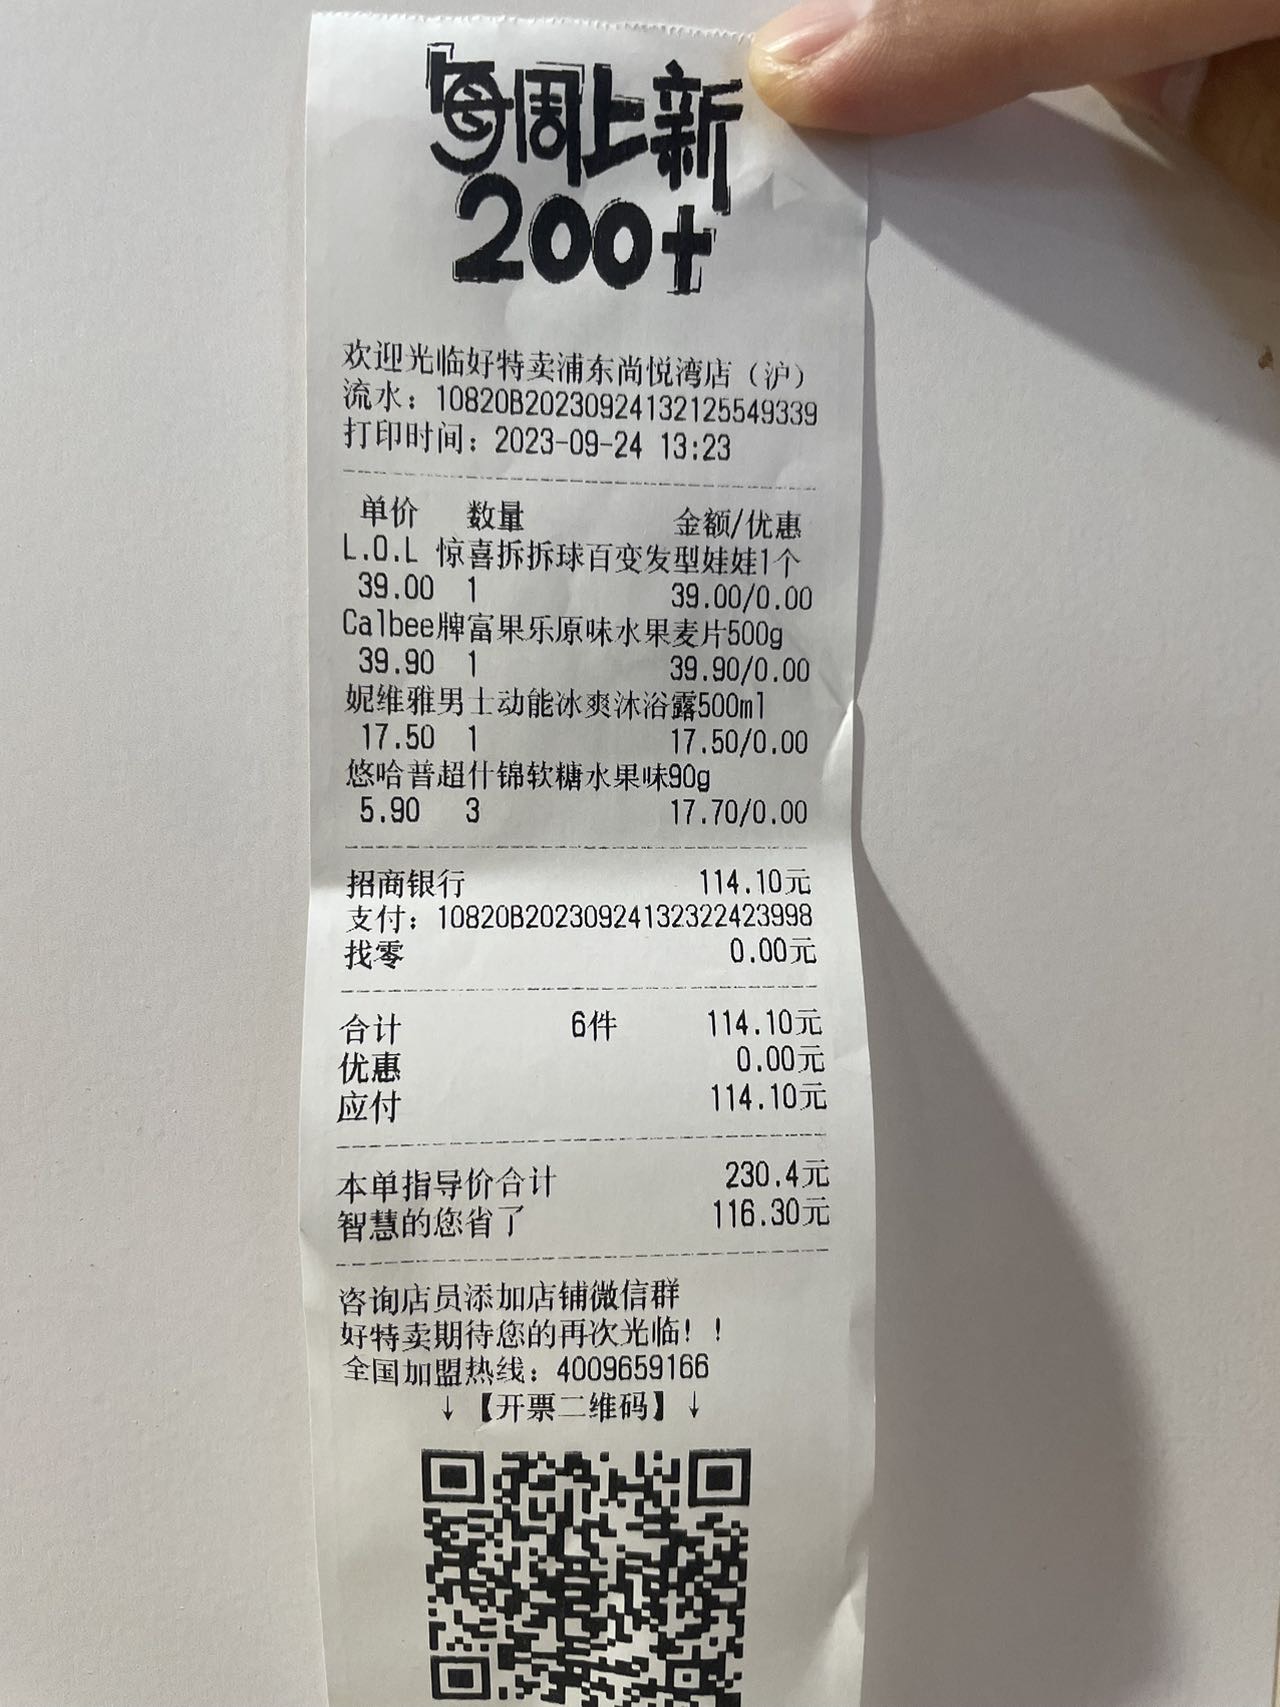 每周上新
200+
欢迎光临好特卖浦东尚悦湾店（沪）
流水：10820B20230924132125549339
打印时间：2023-09-24 13:23
单价 数量 金额/优惠
L.O.L 惊喜拆拆球百变发型娃娃1个
39.00 1 39.00/0.00
Calbee牌富果乐原味水果麦片500g
39.90 1 39.90/0.00
妮维雅男士动能冰爽沐浴露500ml
17.50 1 17.50/0.00
悠哈普超什锦软糖水果味90g
5.90 3 17.70/0.00
招商银行 114.10元
支付：10820B20230924132322423998
找零 0.00元
合计 6件 114.10元
优惠 0.00元
应付 114.10元
本单指导价合计 230.4元
智慧的您省了 116.30元
咨询店员添加店铺微信群
好特卖期待您的再次光临！！
全国加盟热线：4009659166
↓【开票二维码】↓